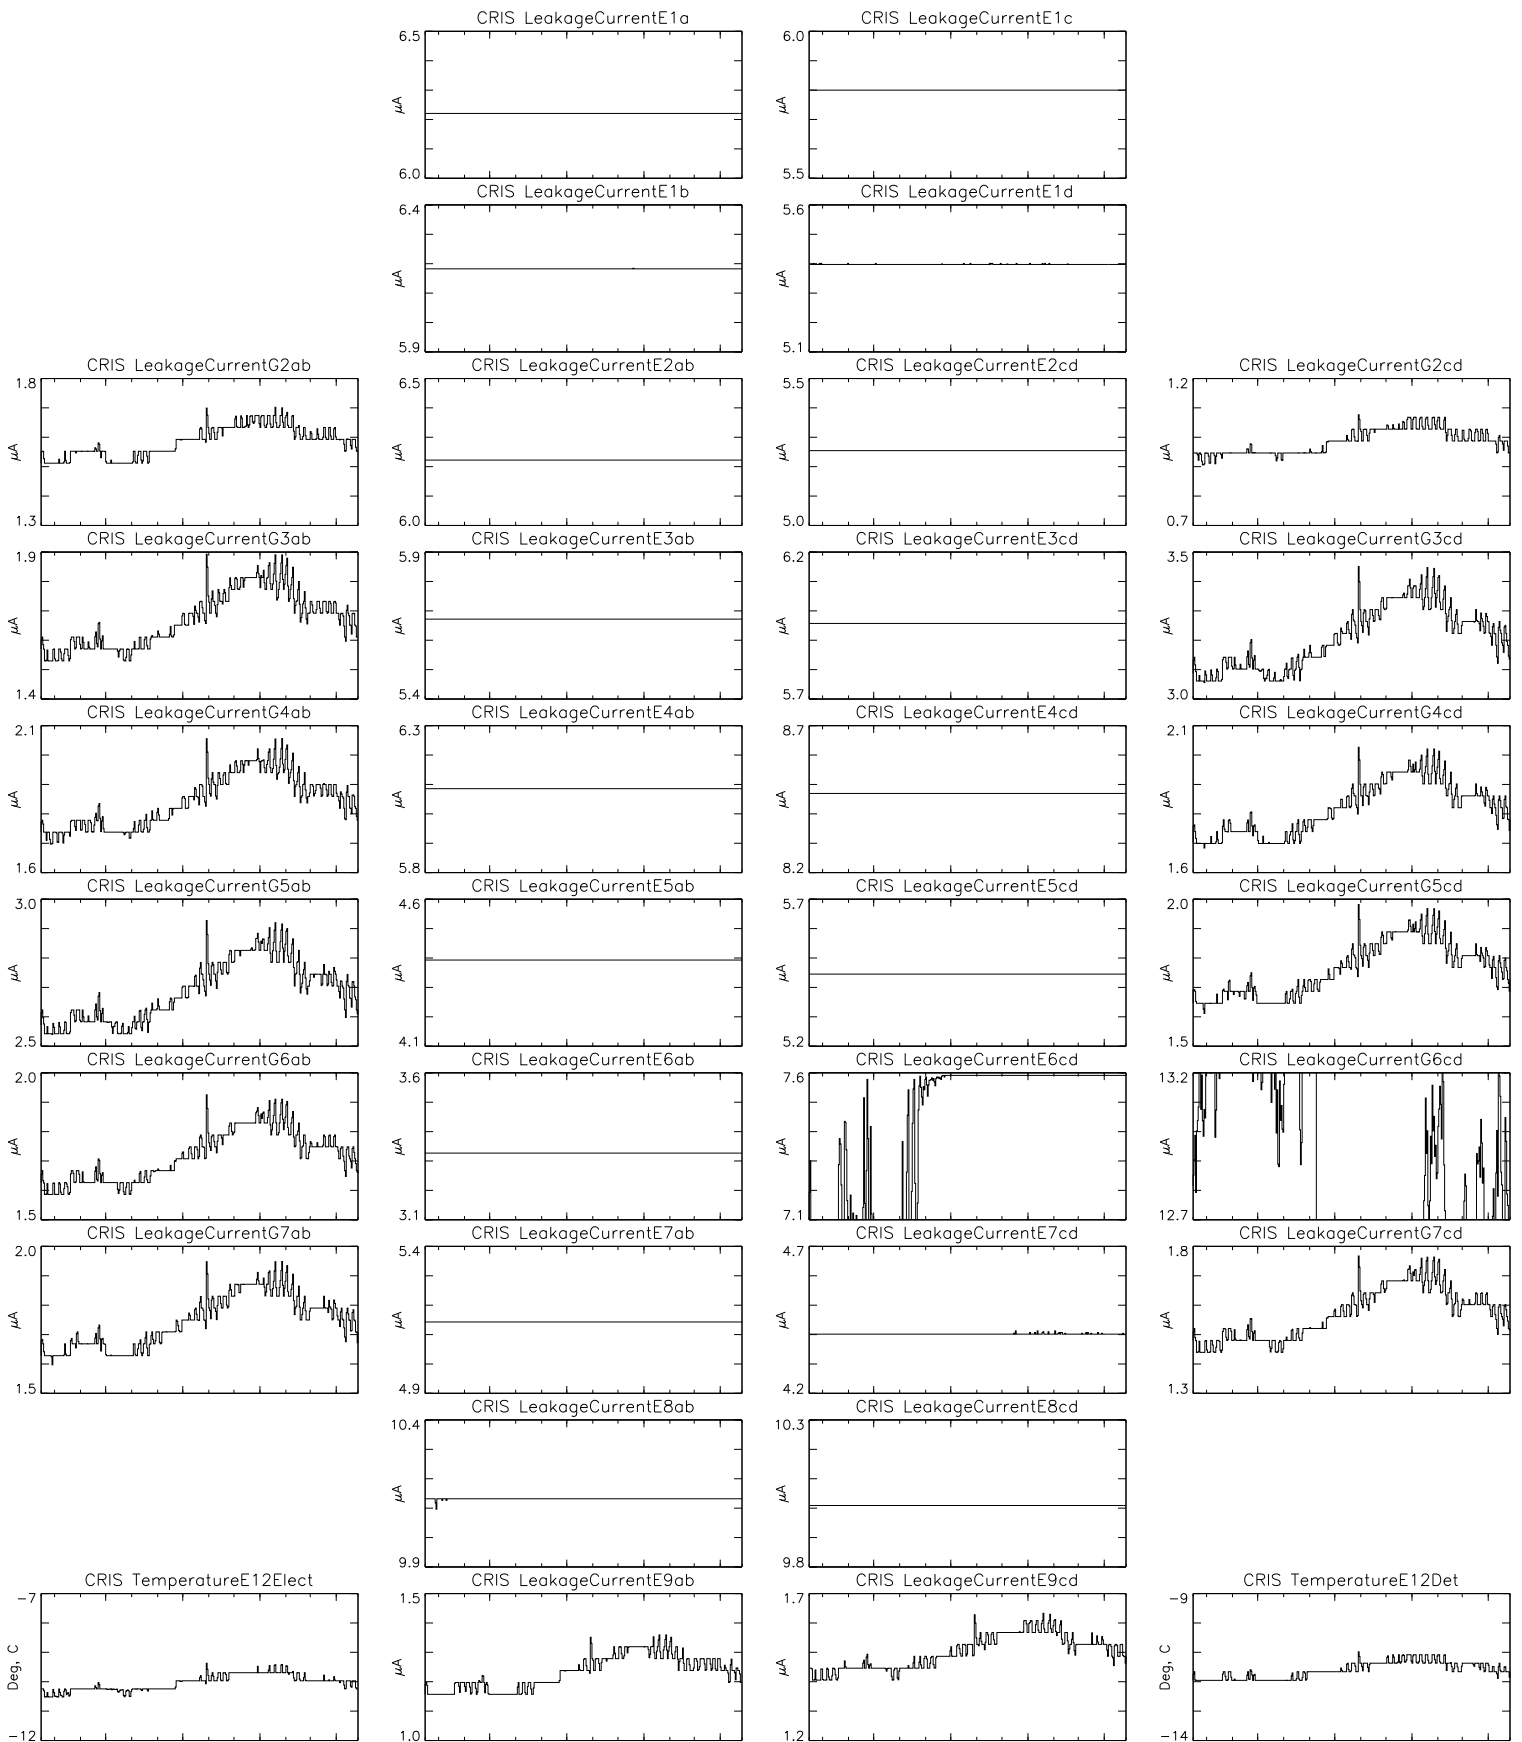 CRIS LeakageCurrentE1a CRIS LeakageCurrentE1c
6.5 6.0
μA μA
6.0 5.5
CRIS LeakageCurrentE1b CRIS LeakageCurrentE1d
6.4 5.6
μA μA
5.9 5.1
CRIS LeakageCurrentG2ab CRIS LeakageCurrentE2ab CRIS LeakageCurrentE2cd CRIS LeakageCurrentG2cd
1.8 6.5 5.5 1.2
μA μA μA μA
1.3 6.0 5.0 0.7
CRIS LeakageCurrentG3ab CRIS LeakageCurrentE3ab CRIS LeakageCurrentE3cd CRIS LeakageCurrentG3cd
1.9 5.9 6.2 3.5
μA μA μA μA
1.4 5.4 5.7 3.0
CRIS LeakageCurrentG4ab CRIS LeakageCurrentE4ab CRIS LeakageCurrentE4cd CRIS LeakageCurrentG4cd
2.1 6.3 8.7 2.1
μA μA μA μA
1.6 5.8 8.2 1.6
CRIS LeakageCurrentG5ab CRIS LeakageCurrentE5ab CRIS LeakageCurrentE5cd CRIS LeakageCurrentG5cd
3.0 4.6 5.7 2.0
μA μA μA μA
2.5 4.1 5.2 1.5
CRIS LeakageCurrentG6ab CRIS LeakageCurrentE6ab CRIS LeakageCurrentE6cd CRIS LeakageCurrentG6cd
2.0 3.6 7.6 13.2
μA μA μA μA
1.5 3.1 7.1 12.7
CRIS LeakageCurrentG7ab CRIS LeakageCurrentE7ab CRIS LeakageCurrentE7cd CRIS LeakageCurrentG7cd
2.0 5.4 4.7 1.8
μA μA μA μA
1.5 4.9 4.2 1.3
CRIS LeakageCurrentE8ab CRIS LeakageCurrentE8cd
10.4 10.3
μA μA
9.9 9.8
CRIS TemperatureE12Elect CRIS LeakageCurrentE9ab CRIS LeakageCurrentE9cd CRIS TemperatureE12Det
-7 1.5 1.7 -9
Deg, C μA μA Deg, C
-12 1.0 1.2 -14